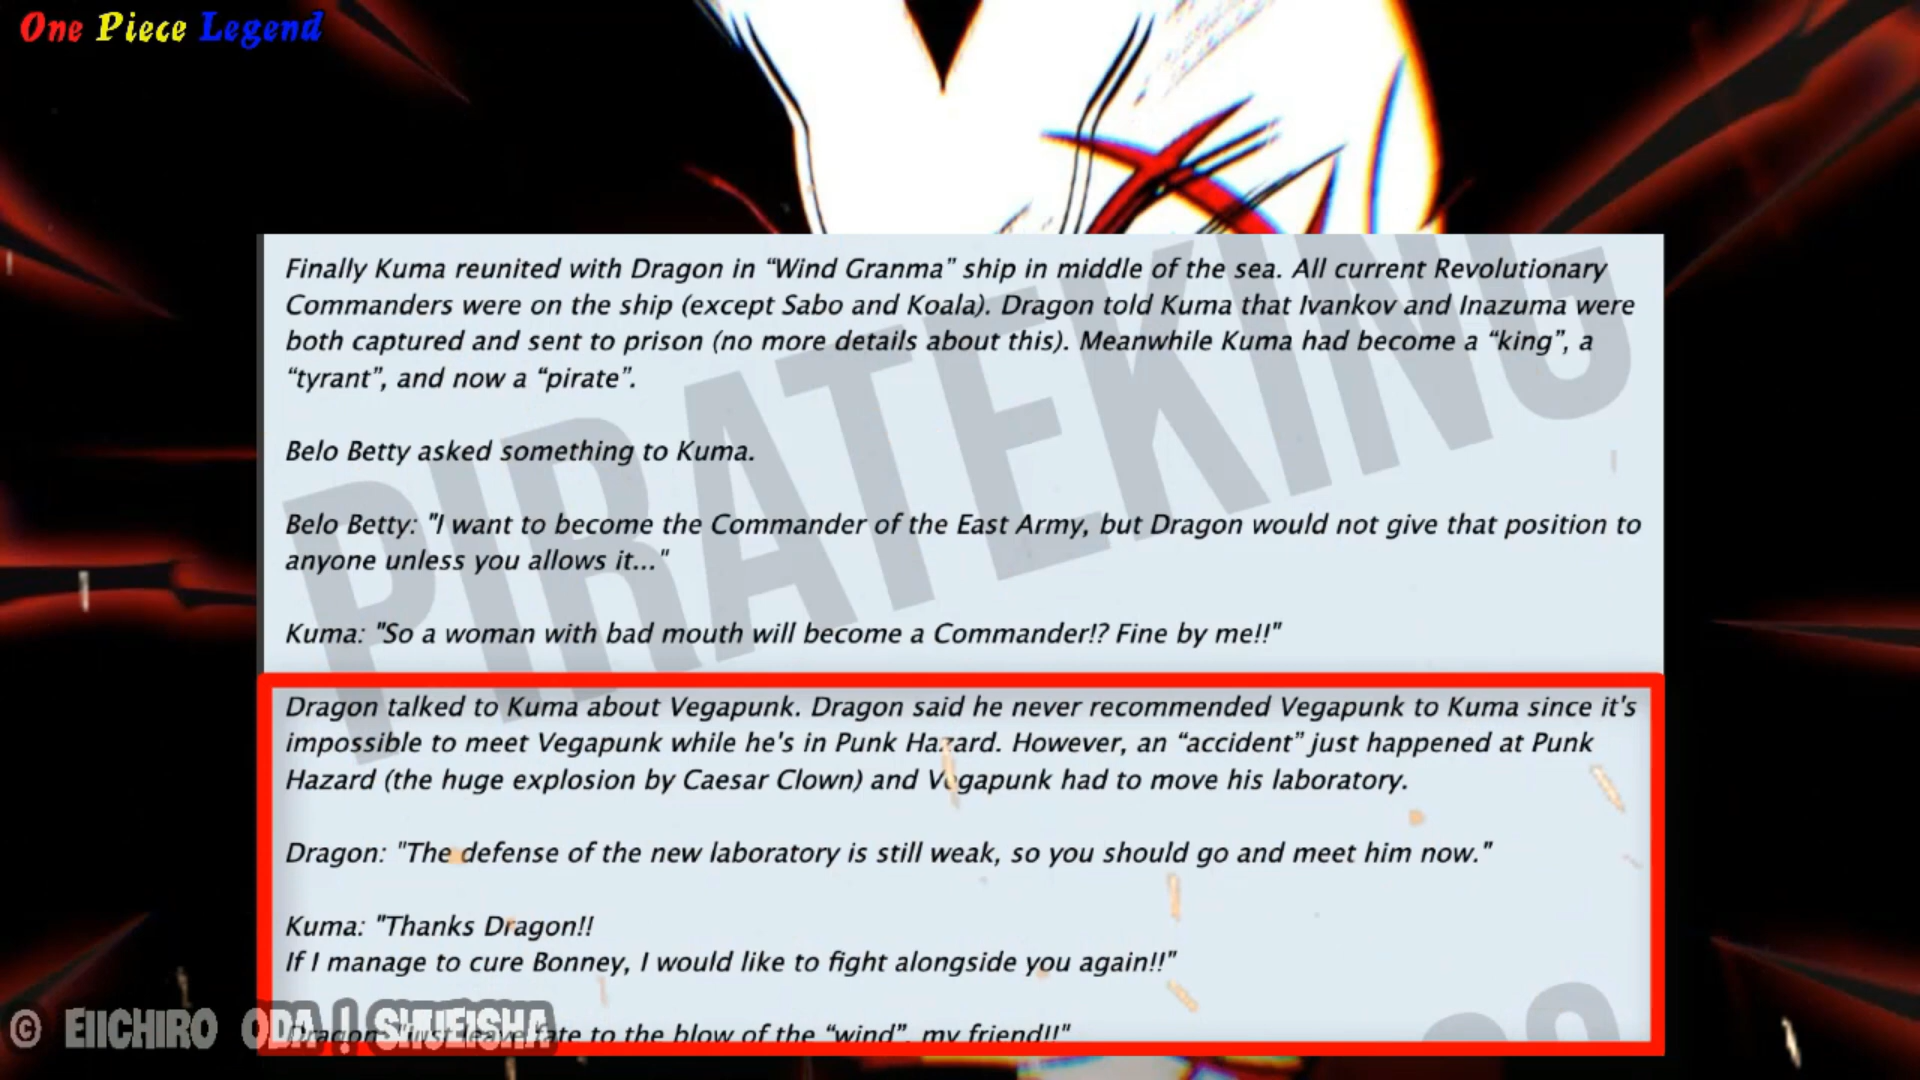 One Piece Legend
Finally Kuma reunited with Dragon in “Wind Granma” ship in middle of the sea. All current Revolutionary
Commanders were on the ship (except Sabo and Koala). Dragon told Kuma that Ivankov and Inazuma were
both captured and sent to prison (no more details about this). Meanwhile Kuma had become a “king”, a
“tyrant”, and now a “pirate”.
Belo Betty asked something to Kuma.
Belo Betty: "I want to become the Commander of the East Army, but Dragon would not give that position to
anyone unless you allows it..."
Kuma: "So a woman with bad mouth will become a Commander!? Fine by me!!"
PIRATEKING
Dragon talked to Kuma about Vegapunk. Dragon said he never recommended Vegapunk to Kuma since it's
impossible to meet Vegapunk while he's in Punk Hazard. However, an “accident” just happened at Punk
Hazard (the huge explosion by Caesar Clown) and Vegapunk had to move his laboratory.
Dragon: "The defense of the new laboratory is still weak, so you should go and meet him now."
Kuma: "Thanks Dragon!!
If I manage to cure Bonney, I would like to fight alongside you again!!"
Dragon: "just leave fate to the blow of the “wind”, my friend!!"
© EIICHIRO ODA | SHUEISHA